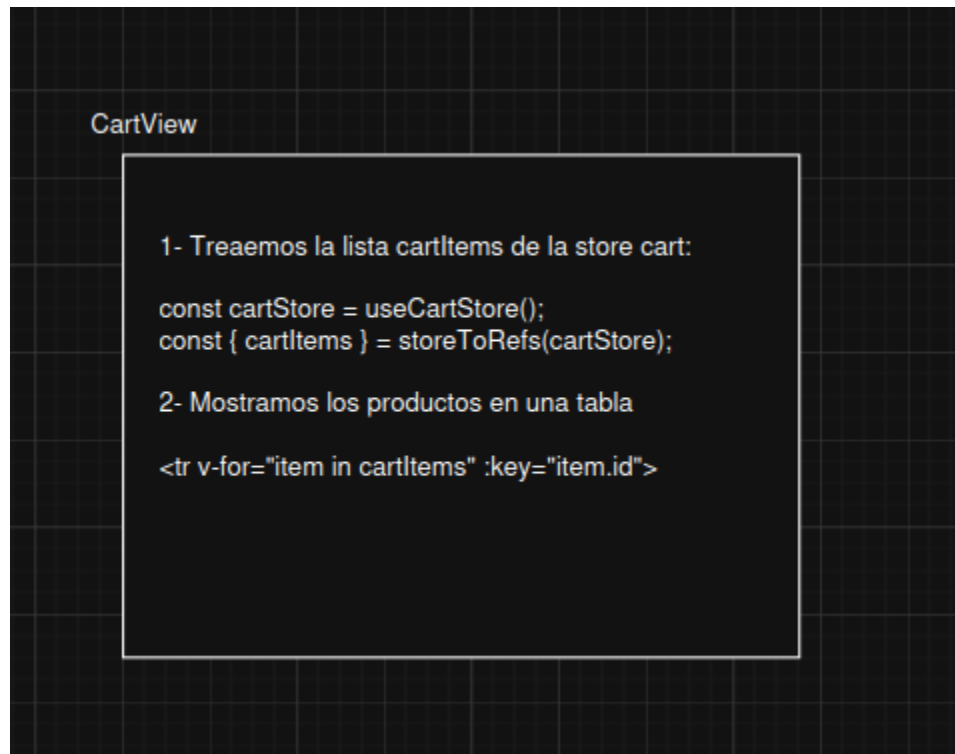 CartView
1- Treaemos la lista cartItems de la store cart:
const cartStore = useCartStore();
const { cartItems } = storeToRefs(cartStore);
2- Mostramos los productos en una tabla
<tr v-for="item in cartItems" :key="item.id">